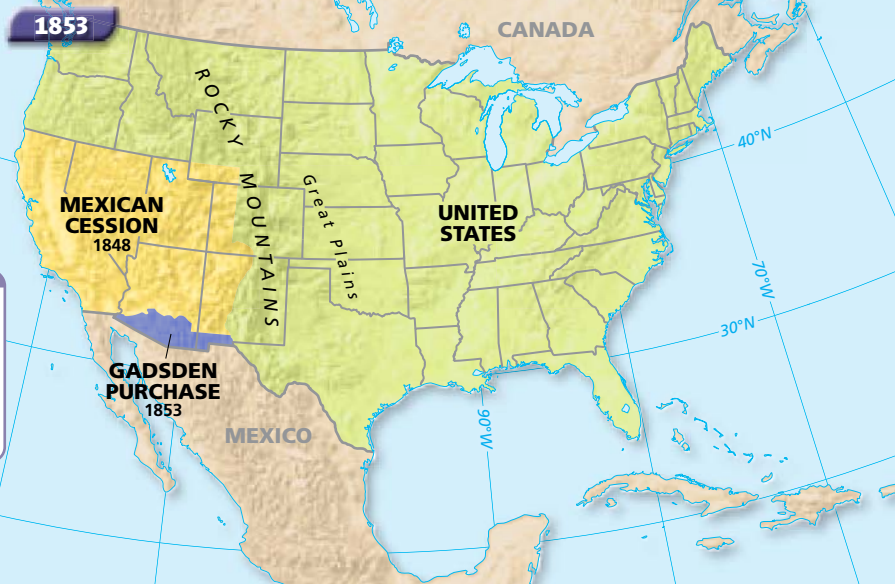 1853
CANADA
ROCKY MOUNTAINS
Great Plains
40°N
MEXICAN
CESSION
1848
UNITED
STATES
70°W
30°N
GADSDEN
PURCHASE
1853
90°W
MEXICO